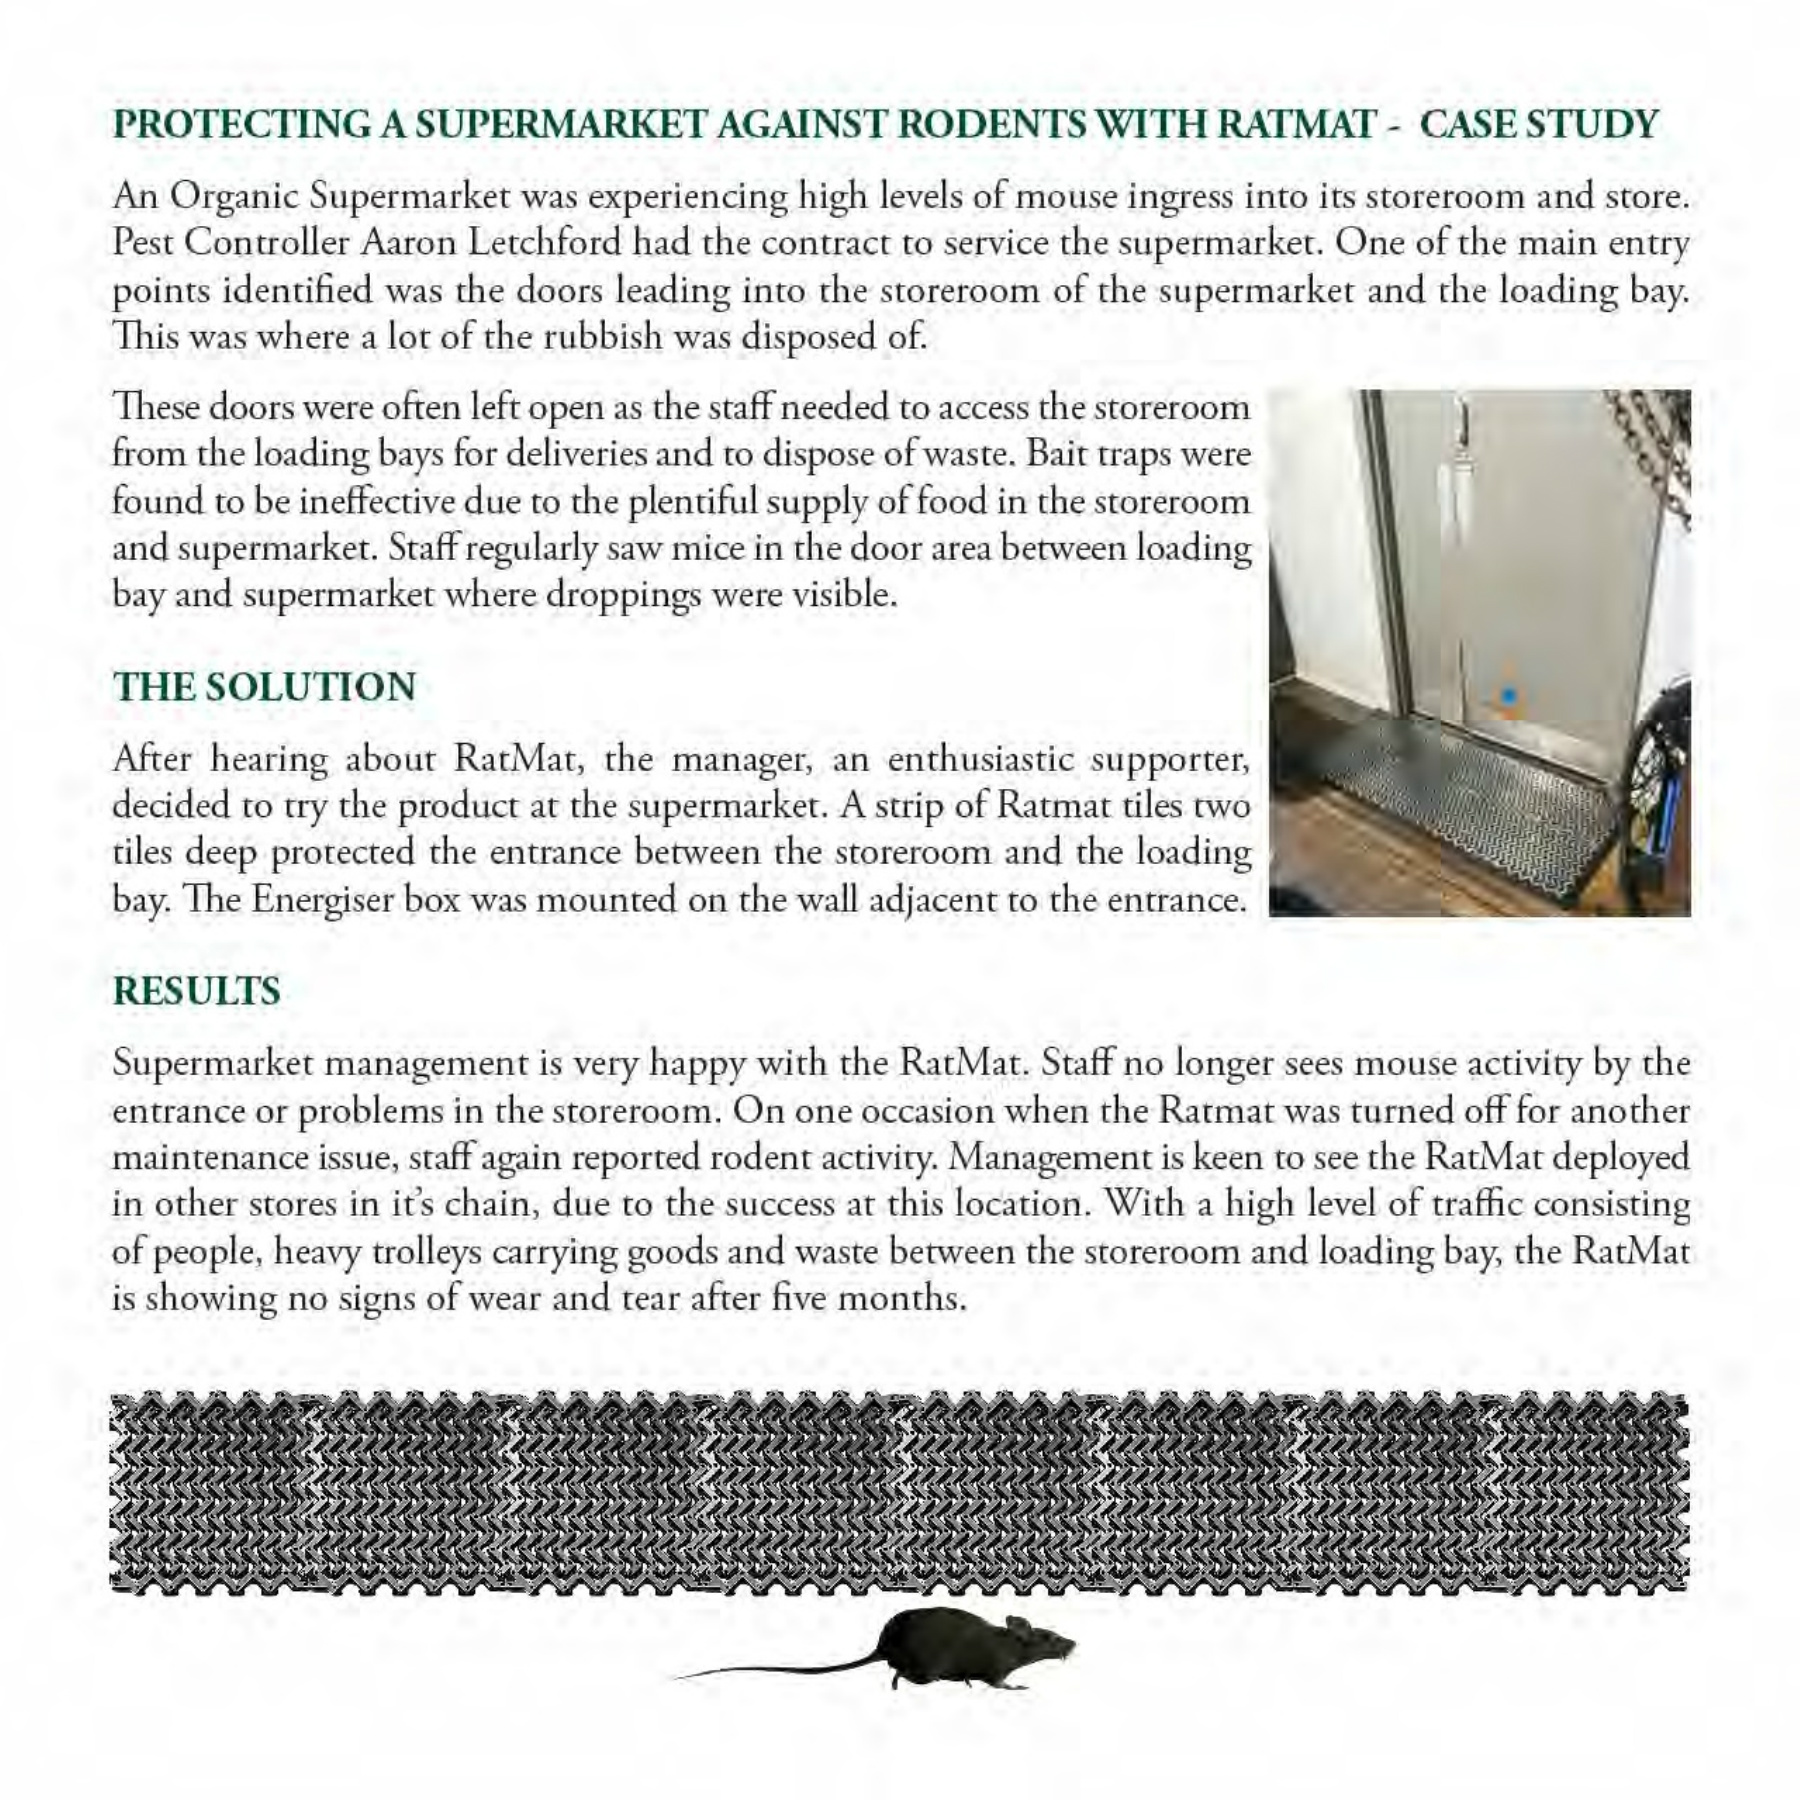 PROTECTING A SUPERMARKET AGAINST RODENTS WITH RATMAT - CASE STUDY
An Organic Supermarket was experiencing high levels of mouse ingress into its storeroom and store.
Pest Controller Aaron Letchford had the contract to service the supermarket. One of the main entry
points identified was the doors leading into the storeroom of the supermarket and the loading bay.
This was where a lot of the rubbish was disposed of.
These doors were often left open as the staff needed to access the storeroom
from the loading bays for deliveries and to dispose of waste. Bait traps were
found to be ineffective due to the plentiful supply of food in the storeroom
and supermarket. Staff regularly saw mice in the door area between loading
bay and supermarket where droppings were visible.
THE SOLUTION
After hearing about RatMat, the manager, an enthusiastic supporter,
decided to try the product at the supermarket. A strip of Ratmat tiles two
tiles deep protected the entrance between the storeroom and the loading
bay. The Energiser box was mounted on the wall adjacent to the entrance.
RESULTS
Supermarket management is very happy with the RatMat. Staff no longer sees mouse activity by the
entrance or problems in the storeroom. On one occasion when the Ratmat was turned off for another
maintenance issue, staff again reported rodent activity. Management is keen to see the RatMat deployed
in other stores in it's chain, due to the success at this location. With a high level of traffic consisting
of people, heavy trolleys carrying goods and waste between the storeroom and loading bay, the RatMat
is showing no signs of wear and tear after five months.